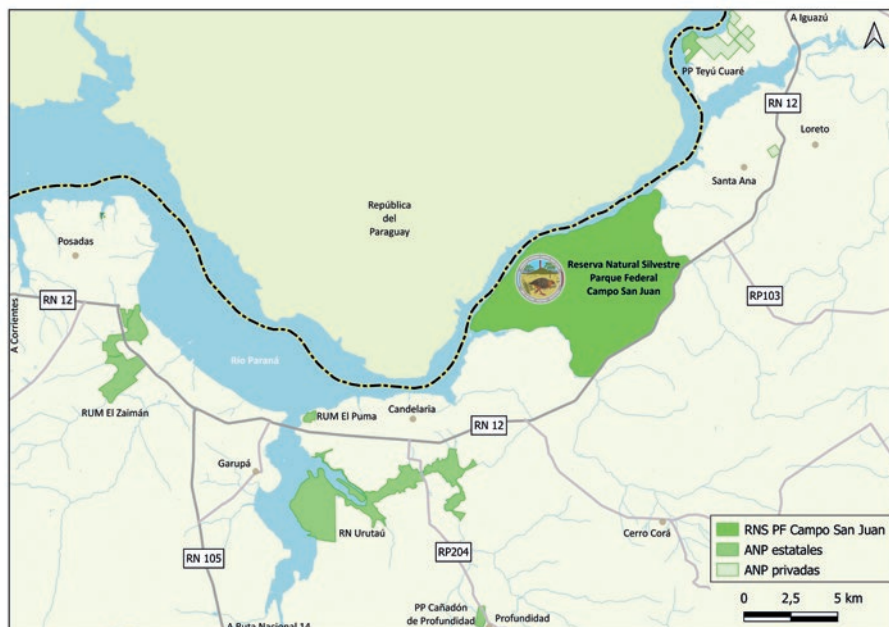 A Iguazú
PP Teyú Cuaré
RN 12
Loreto
Santa Ana
República
del
Paraguay
Posadas
Reserva Natural Silvestre
Parque Federal
Campo San Juan
RP103
RN 12
A Corrientes
Río Paraná
RUM El Zaimán
RUM El Puma
Candelaria
RN 12
Garupá
RN Urutaú
Cerro Corá
RN 105
RP204
PP Cañadón
de Profundidad
Profundidad
A Ruta Nacional 14
RNS PF Campo San Juan
ANP estatales
ANP privadas
0 2,5 5 km